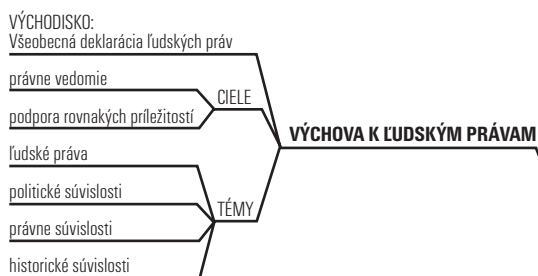 VÝCHODISKO:
Všeobecná deklarácia ľudských práv
právne vedomie
podpora rovnakých príležitostí
CIELE
VÝCHOVA K ĽUDSKÝM PRÁVAM
ľudské práva
politické súvislosti
právne súvislosti
historické súvislosti
TÉMY